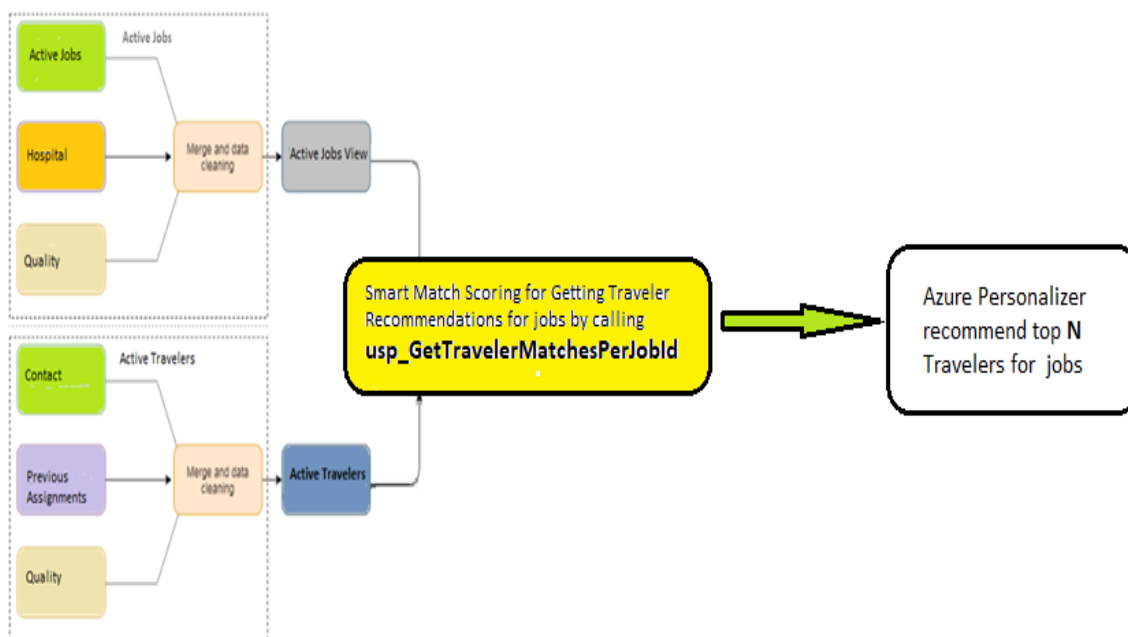 Active Jobs
Active Jobs
Hospital
Merge and data
cleaning
Active Jobs View
Quality
Smart Match Scoring for Getting Traveler
Recommendations for jobs by calling
usp_GetTravelerMatchesPerJobId
Azure Personalizer
recommend top N
Travelers for jobs
Active Travelers
Contact
Previous
Assignments
Merge and data
cleaning
Active Travelers
Quality